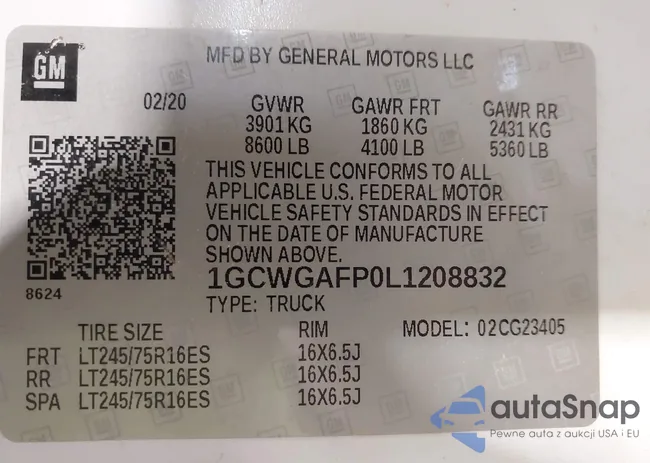 GM
MFD BY GENERAL MOTORS LLC
02/20 GVWR GAWR FRT GAWR RR
3901 KG 1860 KG 2431 KG
8600 LB 4100 LB 5360 LB
THIS VEHICLE CONFORMS TO ALL
APPLICABLE U.S. FEDERAL MOTOR
VEHICLE SAFETY STANDARDS IN EFFECT
ON THE DATE OF MANUFACTURE
SHOWN ABOVE.
8624
1GCWGAFP0L1208832
TYPE: TRUCK
TIRE SIZE RIM MODEL: 02CG23405
FRT LT245/75R16ES 16X6.5J
RR LT245/75R16ES 16X6.5J
SPA LT245/75R16ES 16X6.5J
autaSnap
Pewne auta z aukcji USA i EU